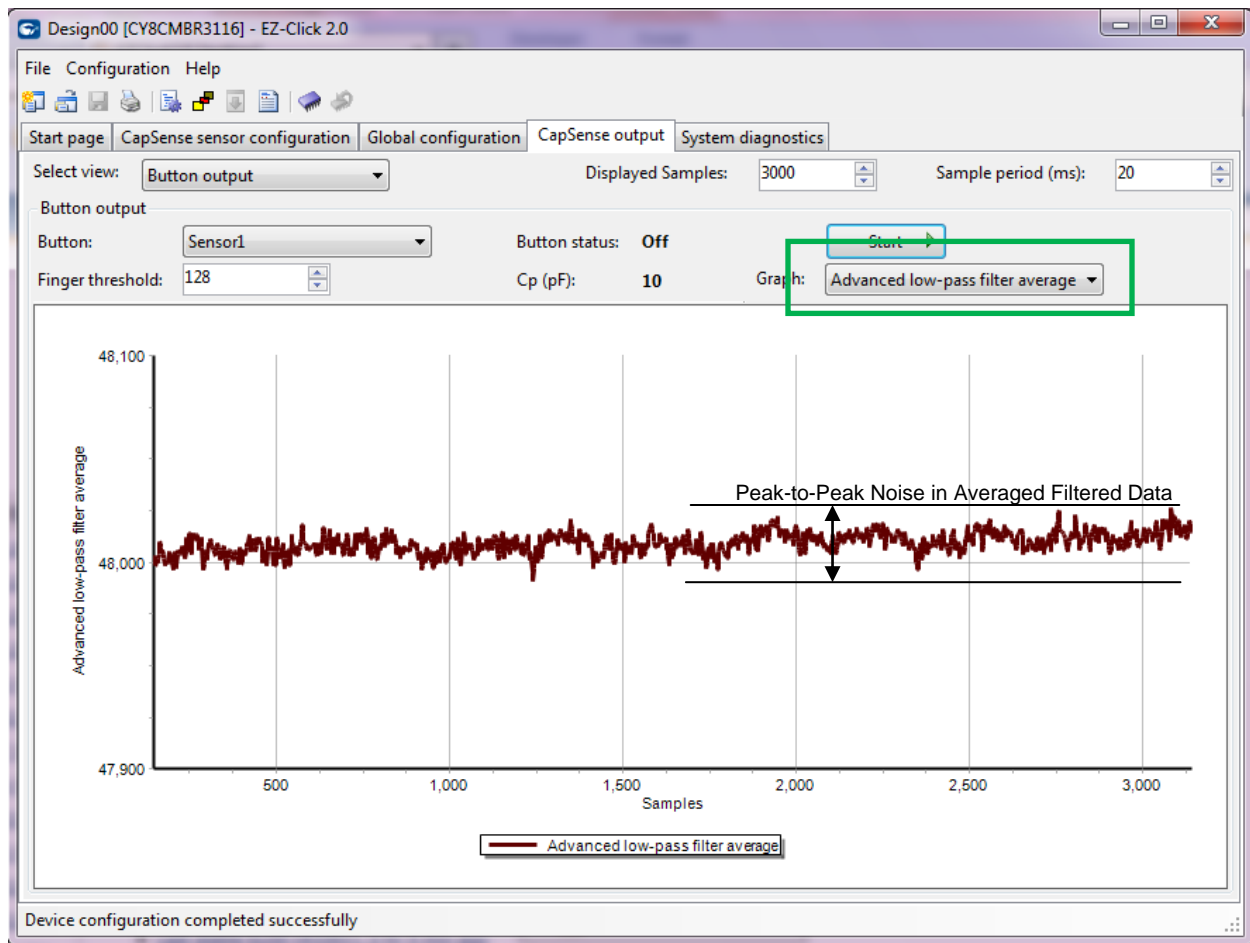 Design00 [CY8CMBR3116] - EZ-Click 2.0
File Configuration Help
Start page CapSense sensor configuration Global configuration CapSense output System diagnostics
Select view: Button output Displayed Samples: 3000 Sample period (ms): 20
Button output
Button: Sensor1 Button status: Off Start
Finger threshold: 128 Cp (pF): 10 Graph: Advanced low-pass filter average
48,100
Peak-to-Peak Noise in Averaged Filtered Data
48,000
47,900
Advanced low-pass filter average
500 1,000 1,500 2,000 2,500 3,000
Samples
Advanced low-pass filter average
Device configuration completed successfully